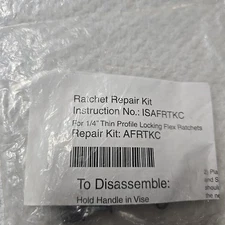 Ratchet Repair Kit
Instruction No.: ISAFRTKC
For 1/4" Thin Profile Locking Flex Ratchets
Repair Kit: AFRTKC
To Disassemble:
Hold Handle in Vise